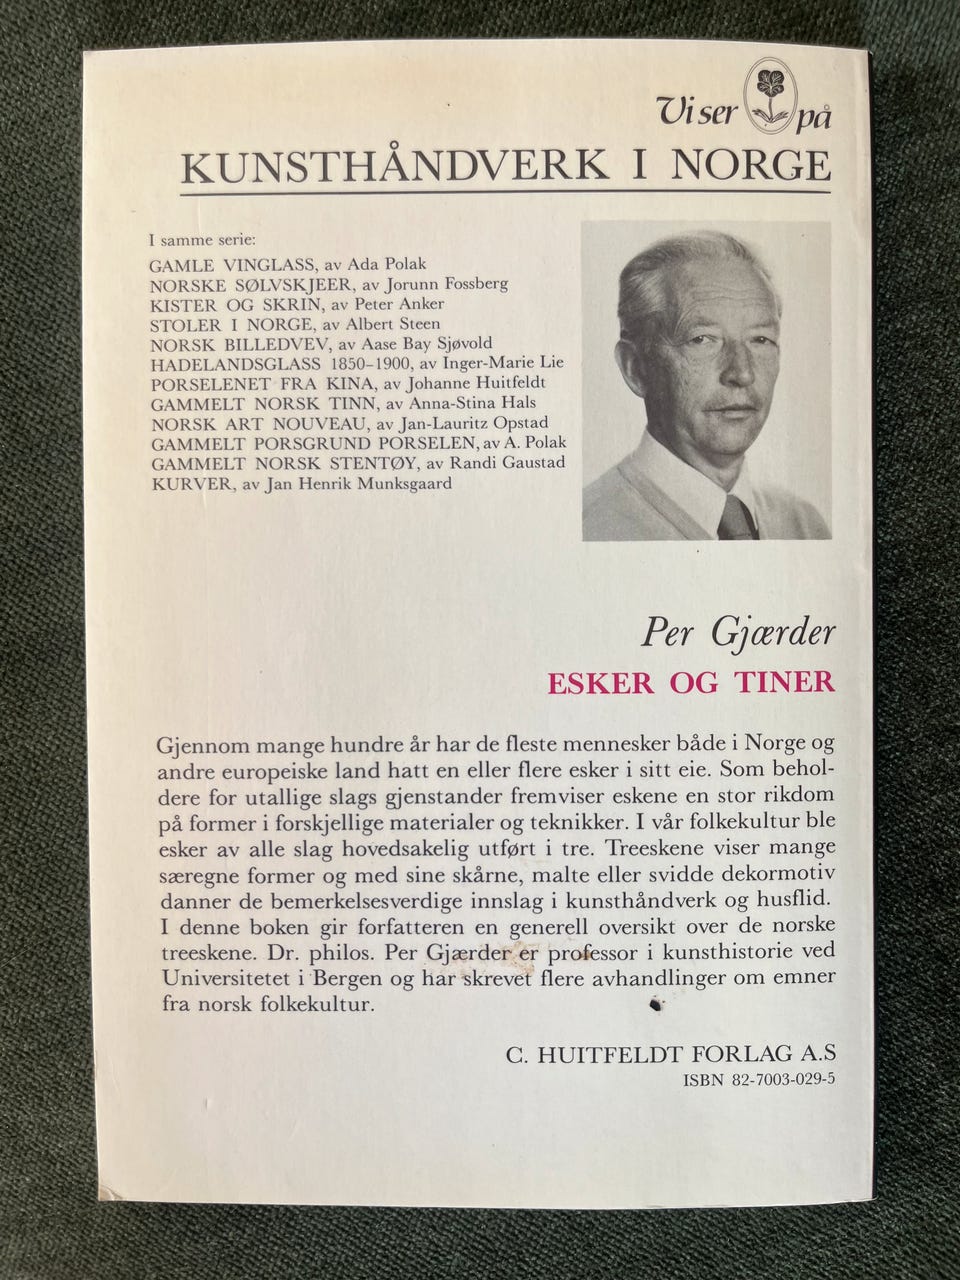 Vi ser på
KUNSTHÅNDVERK I NORGE
I samme serie:
GAMLE VINGLASS, av Ada Polak
NORSKE SØLVSKJEER, av Jorunn Fossberg
KISTER OG SKRIN, av Peter Anker
STOLER I NORGE, av Albert Steen
NORSK BILLEDVEV, av Aase Bay Sjøvold
HADELANDSGLASS 1850–1900, av Inger-Marie Lie
PORSELENET FRA KINA, av Johanne Huitfeldt
GAMMELT NORSK TINN, av Anna-Stina Hals
NORSK ART NOUVEAU, av Jan-Lauritz Opstad
GAMMELT PORSGRUND PORSELEN, av A. Polak
GAMMELT NORSK STENTØY, av Randi Gaustad
KURVER, av Jan Henrik Munksgaard
Per Gjærder
ESKER OG TINER
Gjennom mange hundre år har de fleste mennesker både i Norge og
andre europeiske land hatt en eller flere esker i sitt eie. Som behol-
dere for utallige slags gjenstander fremviser eskene en stor rikdom
på former i forskjellige materialer og teknikker. I vår folkekultur ble
esker av alle slag hovedsakelig utført i tre. Treeskene viser mange
særegne former og med sine skårne, malte eller svidde dekormotiv
danner de bemerkelsesverdige innslag i kunsthåndverk og husflid.
I denne boken gir forfatteren en generell oversikt over de norske
treeskene. Dr. philos. Per Gjærder er professor i kunsthistorie ved
Universitetet i Bergen og har skrevet flere avhandlinger om emner
fra norsk folkekultur.
C. HUITFELDT FORLAG A.S
ISBN 82-7003-029-5